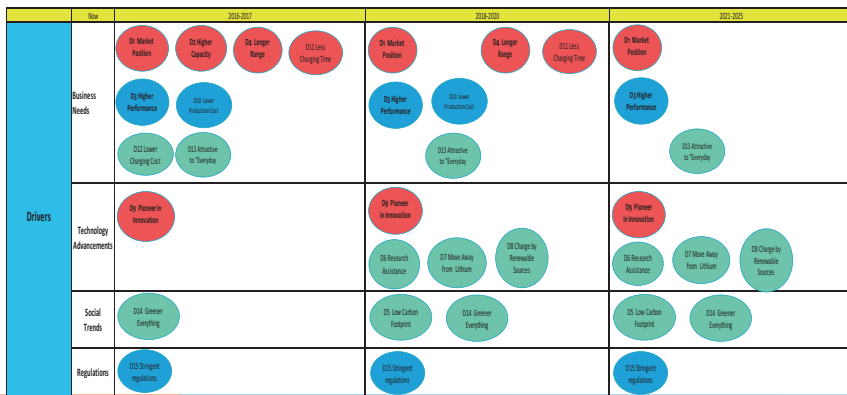 Now
2016-2017
2018-2020
2021-2025
Drivers
Business
Needs
D1 Market
Position
D2 Higher
Capacity
D4 Longer
Range
D11 Less
Charging Time
D3 Higher
Performance
D10 Lower
Production Cost
D12 Lower
Charging Cost
D13 Attractive
to "Everyday
D1 Market
Position
D4 Longer
Range
D11 Less
Charging Time
D3 Higher
Performance
D10 Lower
Production Cost
D13 Attractive
to "Everyday
D1 Market
Position
D3 Higher
Performance
D13 Attractive
to "Everyday
Technology
Advancements
D9 Pioneer in
Innovation
D9 Pioneer
in Innovation
D6 Research
Assistance
D7 Move Away
from Lithium
D8 Charge by
Renewable
Sources
D9 Pioneer in
Innovation
D6 Research
Assistance
D7 Move Away
from Lithium
D8 Charge by
Renewable
Sources
Social
Trends
D14 Greener
Everything
D5 Low Carbon
Footprint
D14 Greener
Everything
D5 Low Carbon
Footprint
D14 Greener
Everything
Regulations
D15 Stringent
regulations
D15 Stringent
regulations
D15 Stringent
regulations